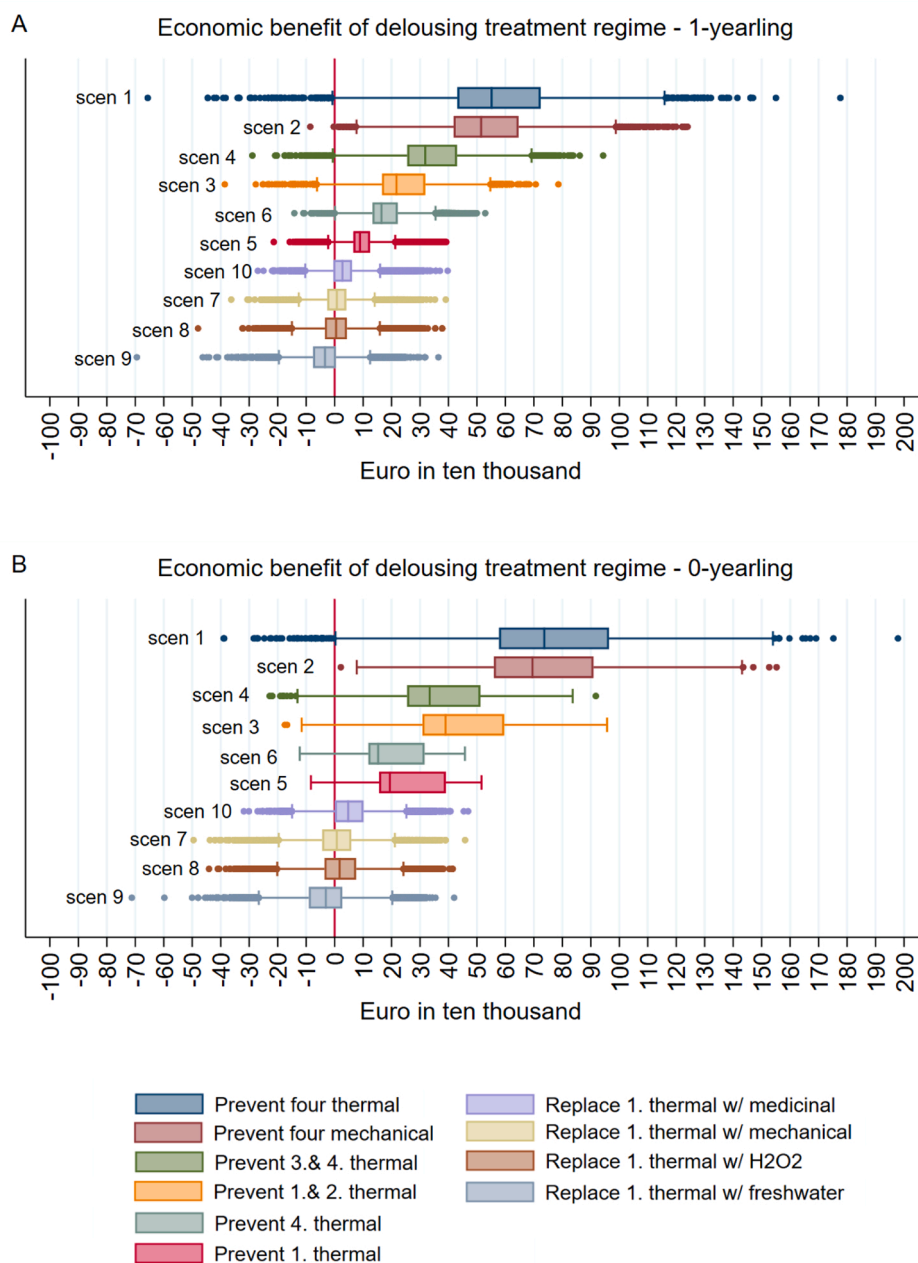 A
Economic benefit of delousing treatment regime - 1-yearling
scen 1
scen 2
scen 4
scen 3
scen 6
scen 5
scen 10
scen 7
scen 8
scen 9
-100 -90 -80 -70 -60 -50 -40 -30 -20 -10 0 10 20 30 40 50 60 70 80 90 100 110 120 130 140 150 160 170 180 190 200
Euro in ten thousand
B
Economic benefit of delousing treatment regime - 0-yearling
scen 1
scen 2
scen 4
scen 3
scen 6
scen 5
scen 10
scen 7
scen 8
scen 9
-100 -90 -80 -70 -60 -50 -40 -30 -20 -10 0 10 20 30 40 50 60 70 80 90 100 110 120 130 140 150 160 170 180 190 200
Euro in ten thousand
Prevent four thermal
Prevent four mechanical
Prevent 3.& 4. thermal
Prevent 1.& 2. thermal
Prevent 4. thermal
Prevent 1. thermal
Replace 1. thermal w/ medicinal
Replace 1. thermal w/ mechanical
Replace 1. thermal w/ H2O2
Replace 1. thermal w/ freshwater